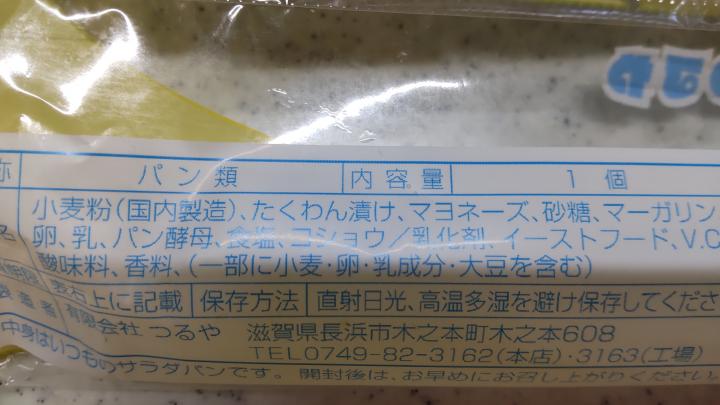 称 パン類 内容量 1個
小麦粉(国内製造)、たくわん漬け、マヨネーズ、砂糖、マーガリン
名 卵、乳、パン酵母、食塩、コショウ/乳化剤、イーストフード、V.C
酸味料、香料、(一部に小麦・卵・乳成分・大豆を含む)
期限 表右上に記載 保存方法 直射日光、高温多湿を避け保存してくださ
造者 有限会社 つるや 滋賀県長浜市木之本町木之本608
TEL0749-82-3162(本店)・3163(工場)
中身はいつものサラダパンです。開封後は、お早めにお召し上がりください